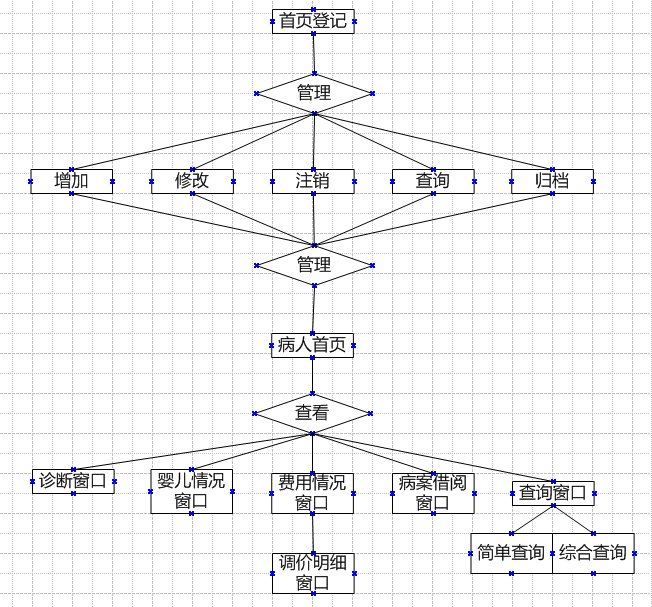 首页登记
管理
增加
修改
注销
查询
归档
管理
病人首页
查看
诊断窗口
婴儿情况
窗口
费用情况
窗口
病案借阅
窗口
查询窗口
简单查询
综合查询
调价明细
窗口